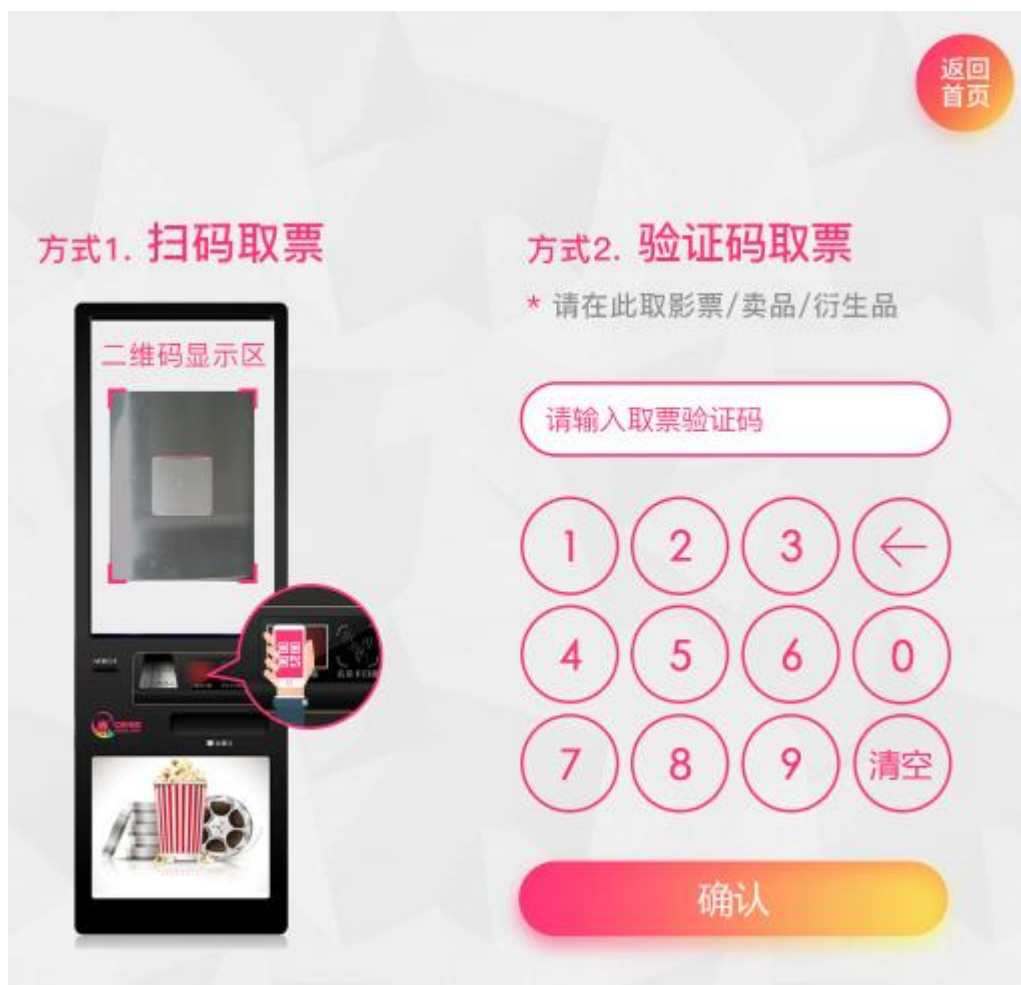 返回
首页
方式1. 扫码取票
二维码显示区
方式2. 验证码取票
* 请在此取影票/卖品/衍生品
请输入取票验证码
1 2 3 ←
4 5 6 0
7 8 9 清空
确认